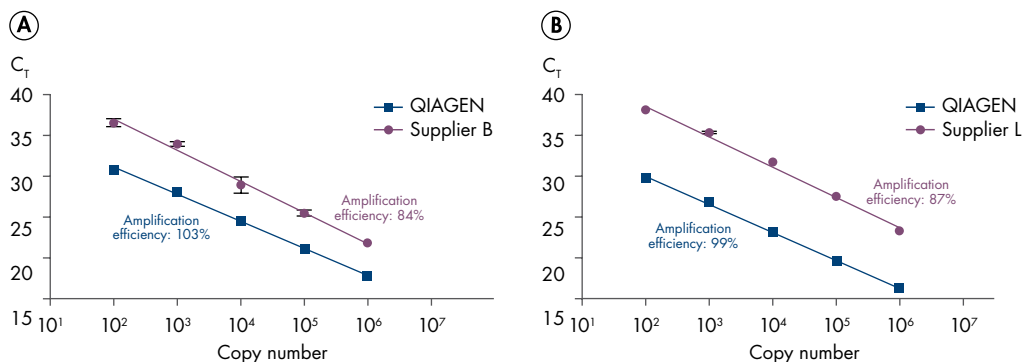 A
C_T
40
35
30
25
20
15
QIAGEN
Supplier B
Amplification
efficiency: 84%
Amplification
efficiency: 103%
10¹ 10² 10³ 10⁴ 10⁵ 10⁶ 10⁷
Copy number
B
C_T
40
35
30
25
20
15
QIAGEN
Supplier L
Amplification
efficiency: 87%
Amplification
efficiency: 99%
10¹ 10² 10³ 10⁴ 10⁵ 10⁶ 10⁷
Copy number